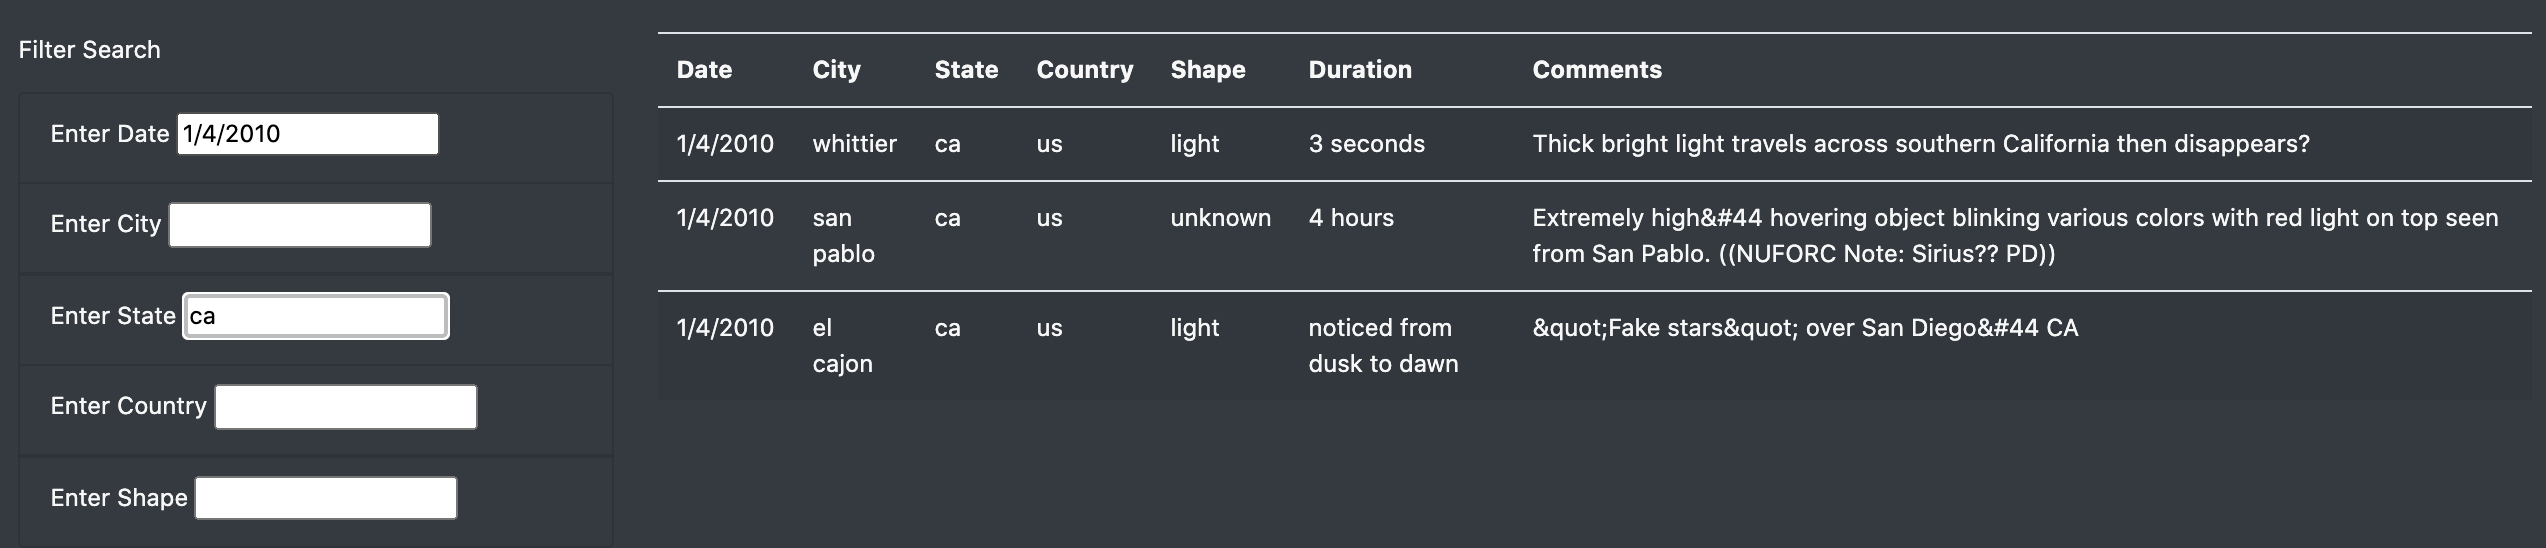 Filter Search
Enter Date 1/4/2010
Enter City
Enter State ca
Enter Country
Enter Shape
Date City State Country Shape Duration Comments
1/4/2010 whittier ca us light 3 seconds Thick bright light travels across southern California then disappears?
1/4/2010 san ca us unknown 4 hours Extremely high&#44 hovering object blinking various colors with red light on top seen
pablo from San Pablo. ((NUFORC Note: Sirius?? PD))
1/4/2010 el ca us light noticed from &quot;Fake stars&quot; over San Diego&#44 CA
cajon dusk to dawn